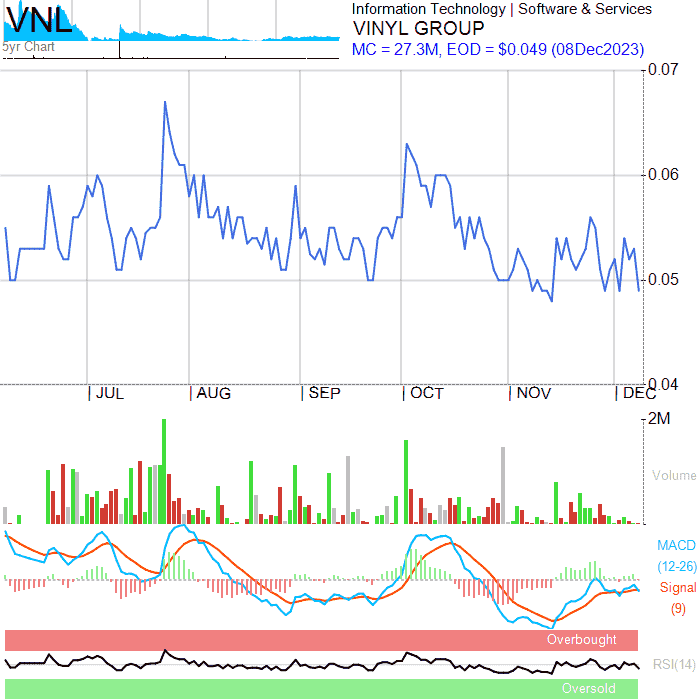 VNL
5yr Chart
Information Technology | Software & Services
VINYL GROUP
MC = 27.3M, EOD = $0.049 (08Dec2023)
0.07
0.06
0.05
0.04
JUL
AUG
SEP
OCT
NOV
DEC
2M
Volume
MACD
(12-26)
Signal
(9)
Overbought
RSI(14)
Oversold